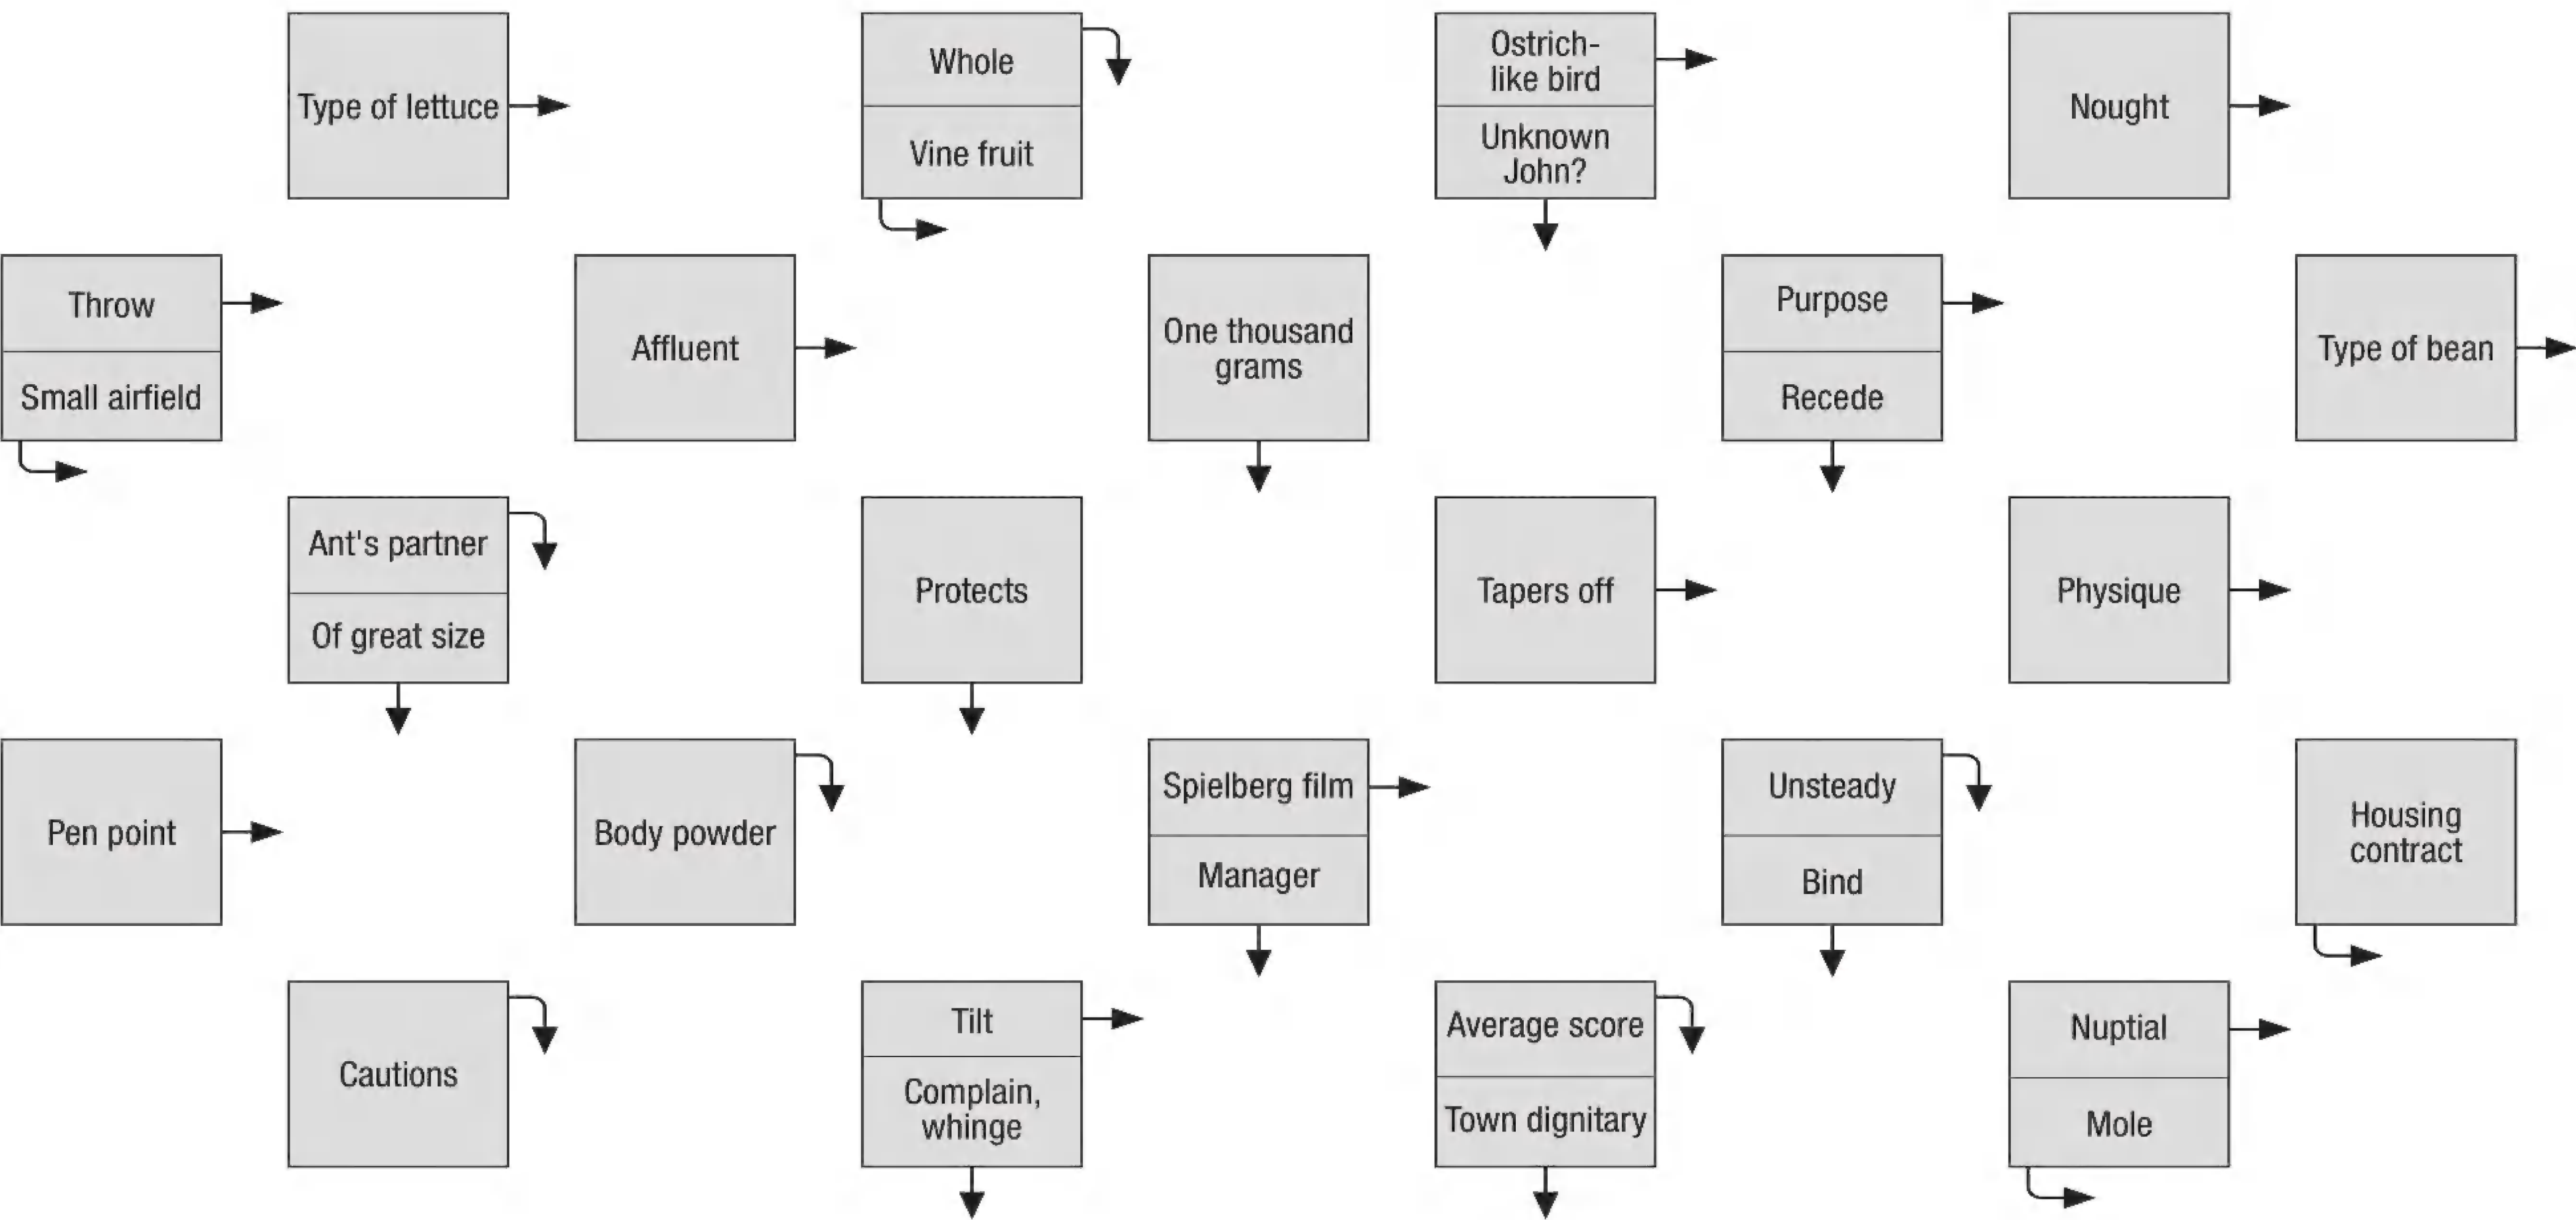 Type of lettuce
Whole
Vine fruit
Ostrich-
like bird
Unknown
John?
Nought
Throw
Small airfield
Affluent
One thousand
grams
Purpose
Recede
Type of bean
Ant's partner
Of great size
Protects
Tapers off
Physique
Pen point
Body powder
Spielberg film
Manager
Unsteady
Bind
Housing
contract
Cautions
Tilt
Complain,
whinge
Average score
Town dignitary
Nuptial
Mole